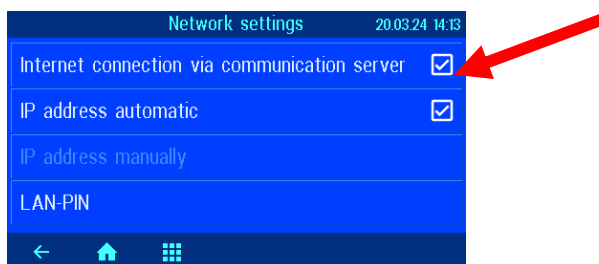 Network settings 20.03.24 14:13
Internet connection via communication server
IP address automatic
IP address manually
LAN-PIN